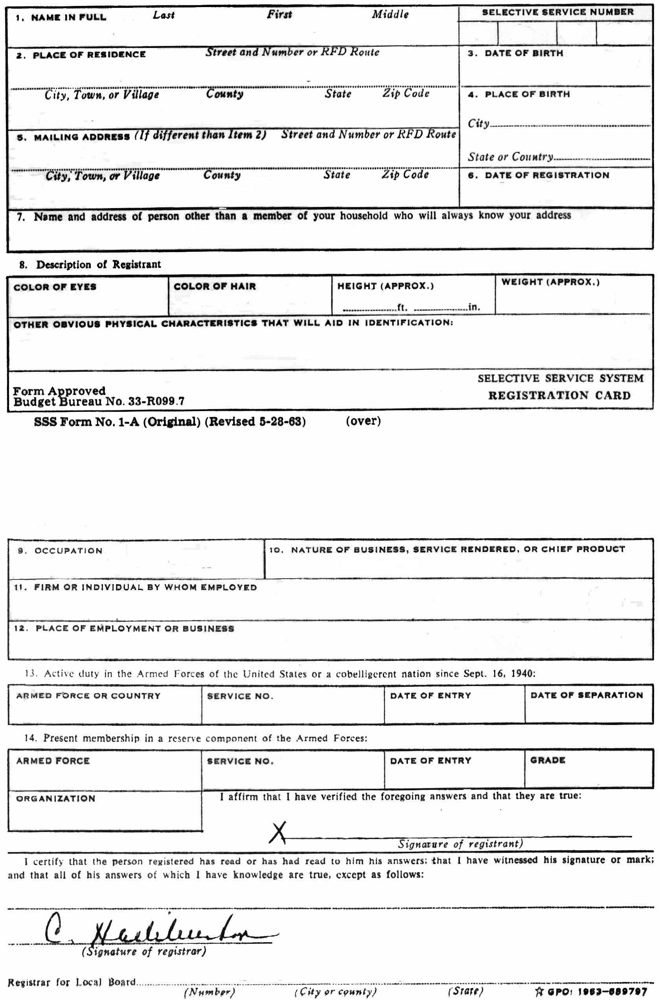 1. NAME IN FULL Last First Middle SELECTIVE SERVICE NUMBER
2. PLACE OF RESIDENCE Street and Number or RFD Route 3. DATE OF BIRTH
City, Town, or Village County State Zip Code 4. PLACE OF BIRTH
City
5. MAILING ADDRESS (If different than Item 2) Street and Number or RFD Route
State or Country
City, Town, or Village County State Zip Code 6. DATE OF REGISTRATION
7. Name and address of person other than a member of your household who will always know your address
8. Description of Registrant
COLOR OF EYES COLOR OF HAIR HEIGHT (APPROX.) WEIGHT (APPROX.)
ft. in.
OTHER OBVIOUS PHYSICAL CHARACTERISTICS THAT WILL AID IN IDENTIFICATION:
SELECTIVE SERVICE SYSTEM
Form Approved
Budget Bureau No. 33-R099.7 REGISTRATION CARD
SSS Form No. 1-A (Original) (Revised 5-28-63) (over)
9. OCCUPATION 10. NATURE OF BUSINESS, SERVICE RENDERED, OR CHIEF PRODUCT
11. FIRM OR INDIVIDUAL BY WHOM EMPLOYED
12. PLACE OF EMPLOYMENT OR BUSINESS
13. Active duty in the Armed Forces of the United States or a cobelligerent nation since Sept. 16, 1940:
ARMED FORCE OR COUNTRY SERVICE NO. DATE OF ENTRY DATE OF SEPARATION
14. Present membership in a reserve component of the Armed Forces:
ARMED FORCE SERVICE NO. DATE OF ENTRY GRADE
ORGANIZATION I affirm that I have verified the foregoing answers and that they are true:
X
Signature of registrant)
I certify that the person registered has read or has had read to him his answers; that I have witnessed his signature or mark;
and that all of his answers of which I have knowledge are true, except as follows:
C.
(Signature of registrar)
Registrar for Local Board
(Number) (City or county) (State) ☆ GPO: 1963-689797